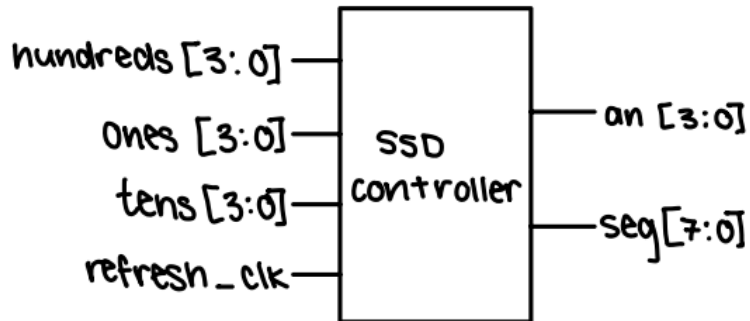 hundreds [3:0]
ones [3:0]
tens [3:0]
refresh_clk
SSD
controller
an [3:0]
seg[7:0]